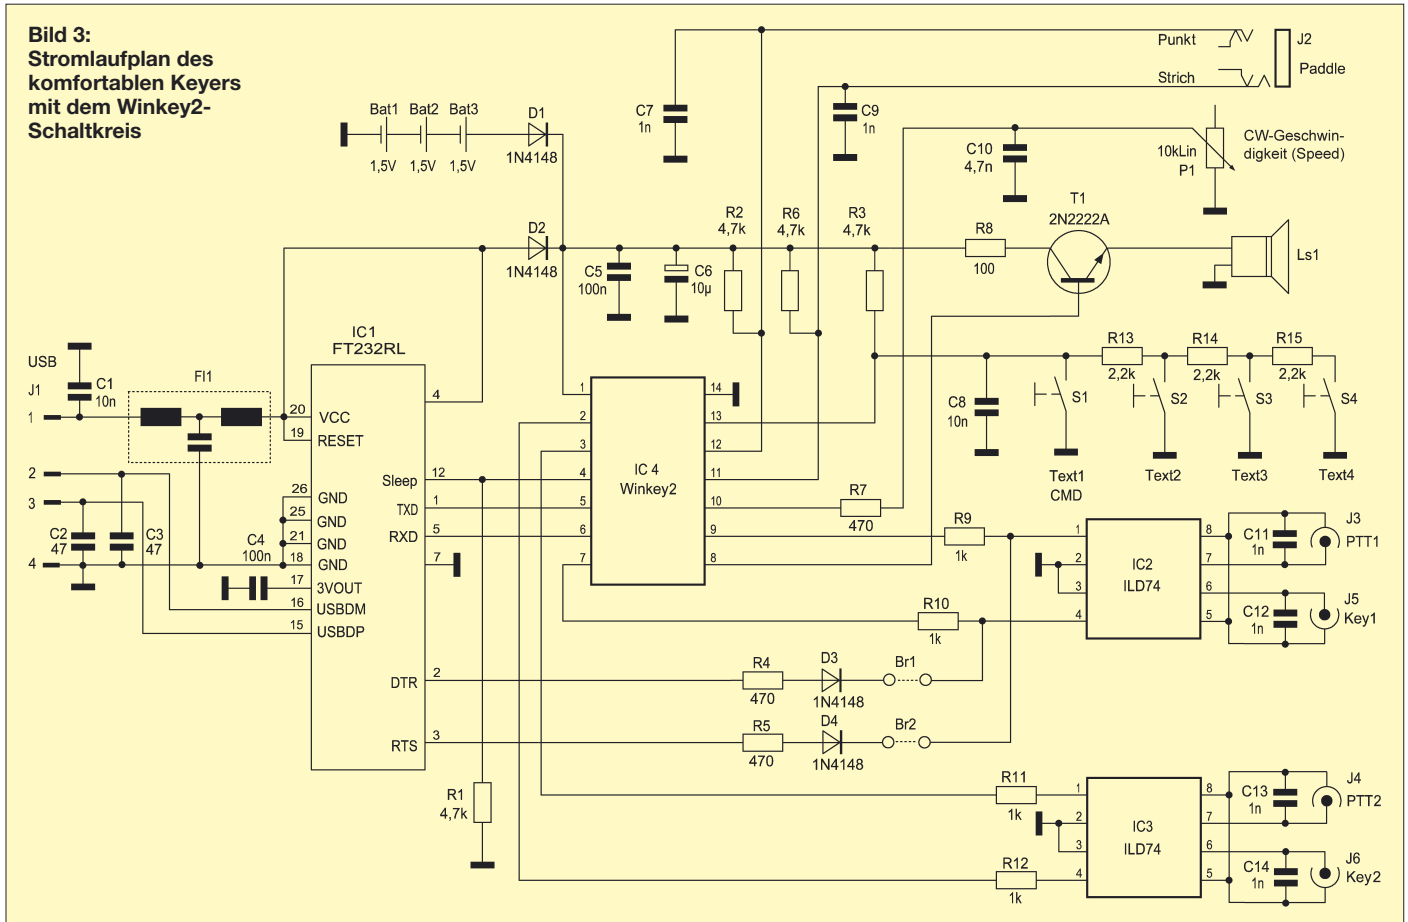 Bild 3:
Stromlaufplan des
komfortablen Keyers
mit dem Winkey2-
Schaltkreis
Punkt
J2
Paddle
Strich
Bat1 Bat2 Bat3
1,5V 1,5V 1,5V
D1
1N4148
C7
1n
C9
1n
C10
4,7n
10kLin
P1
CW-Geschwin-
digkeit (Speed)
T1
2N2222A
D2
1N4148
C5
100n
C6
10µ
R2
4,7k
R6
4,7k
R3
4,7k
R8
100
Ls1
IC1
FT232RL
USB
J1
C1
10n
Fl1
1
2
3
4
C2
47
C3
47
C4
100n
20 VCC
19 RESET
26 GND
25 GND
21 GND
18 GND
17 3VOUT
16 USBDM
15 USBDP
4
Sleep 12
TXD 1
RXD 5
7
DTR 2
RTS 3
IC 4
Winkey2
1
2
3
4
5
6
7
14
13
12
11
10
9
8
C8
10n
R13
2,2k
R14
2,2k
R15
2,2k
S1
S2
S3
S4
Text1
CMD
Text2
Text3
Text4
R7
470
R9
1k
R10
1k
IC2
ILD74
1
2
3
4
8
7
6
5
C11
1n
J3
PTT1
C12
1n
J5
Key1
R4
470
D3
1N4148
Br1
R5
470
D4
1N4148
Br2
R1
4,7k
R11
1k
R12
1k
IC3
ILD74
1
2
3
4
8
7
6
5
C13
1n
J4
PTT2
C14
1n
J6
Key2